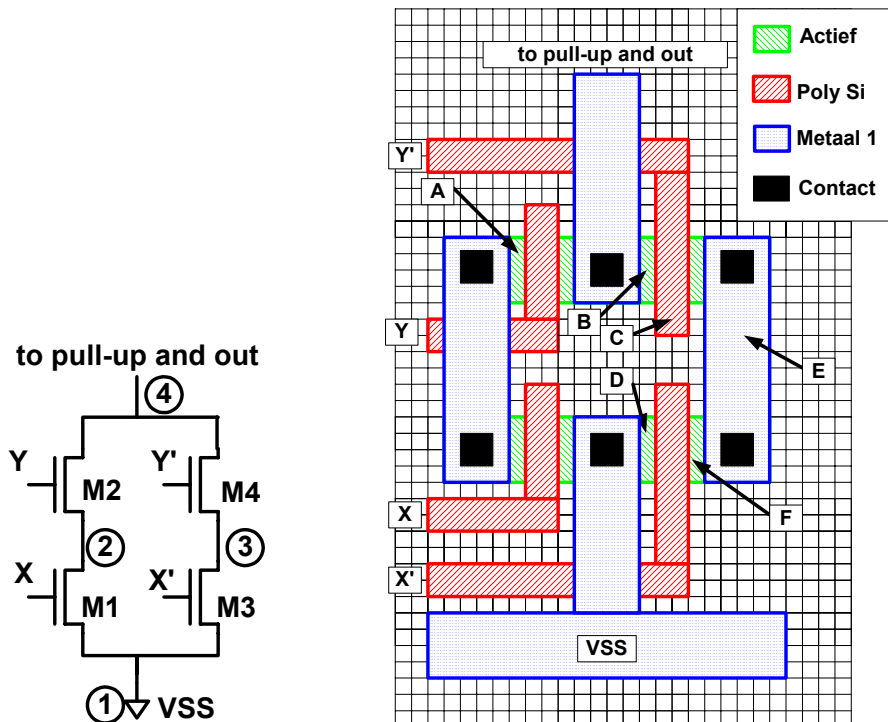 to pull-up and out
④
Y
Y'
M2
M4
②
③
X
X'
M1
M3
①
VSS
to pull-up and out
Actief
Poly Si
Metaal 1
Contact
Y'
A
B
C
Y
D
E
X
F
X'
VSS